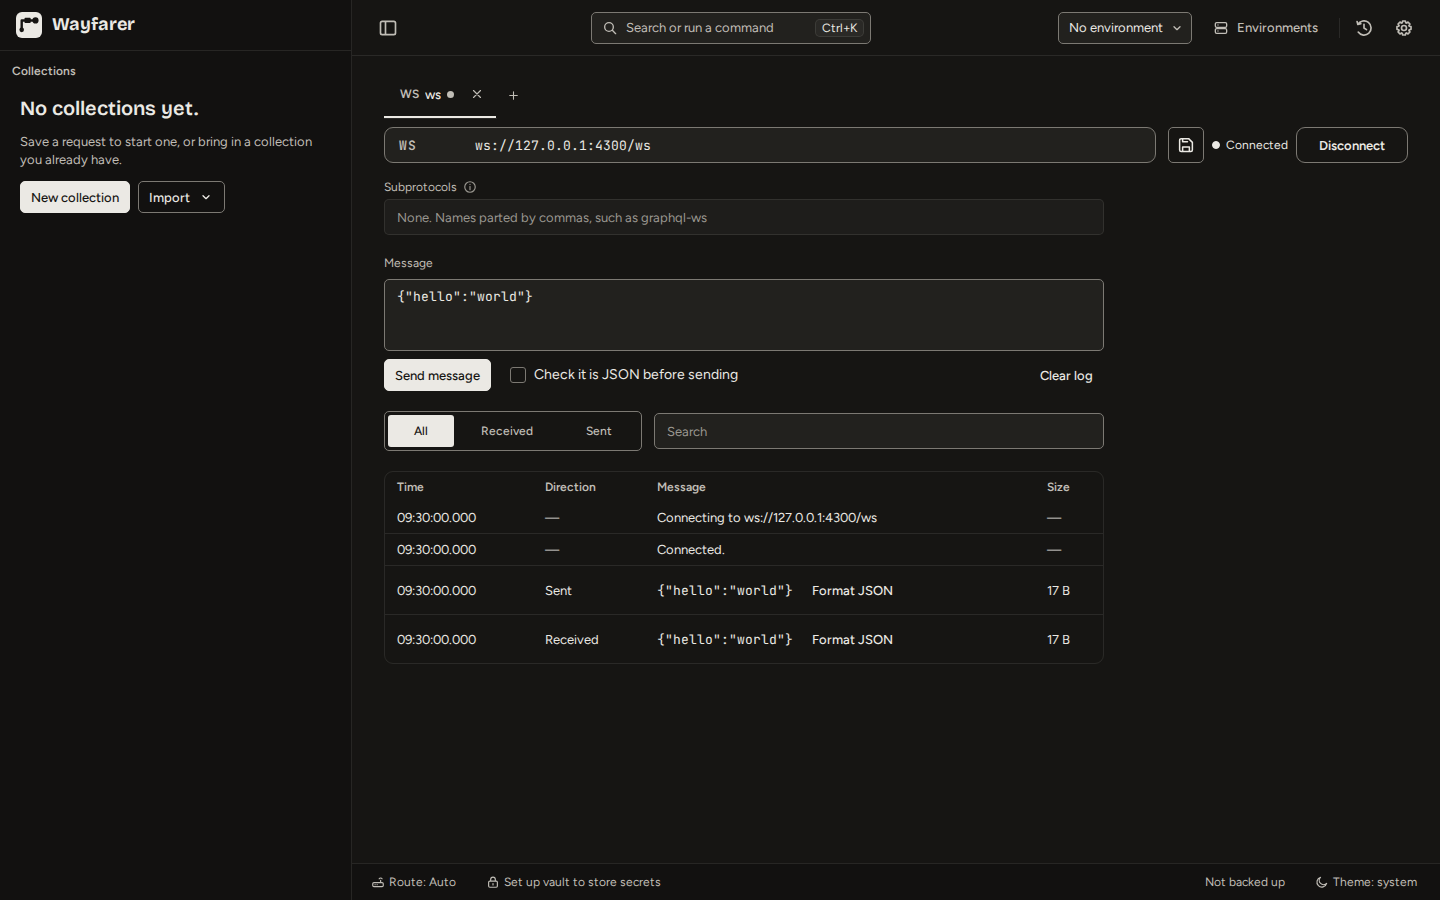 Wayfarer
Search or run a command Ctrl+K
No environment
Environments
Collections
No collections yet.
Save a request to start one, or bring in a collection
you already have.
New collection
Import
WS ws
WS ws://127.0.0.1:4300/ws
Connected
Disconnect
Subprotocols
None. Names parted by commas, such as graphql-ws
Message
{"hello":"world"}
Send message
Check it is JSON before sending
Clear log
All Received Sent
Search
Time Direction Message Size
09:30:00.000 — Connecting to ws://127.0.0.1:4300/ws —
09:30:00.000 — Connected. —
09:30:00.000 Sent {"hello":"world"} Format JSON 17 B
09:30:00.000 Received {"hello":"world"} Format JSON 17 B
Route: Auto
Set up vault to store secrets
Not backed up
Theme: system